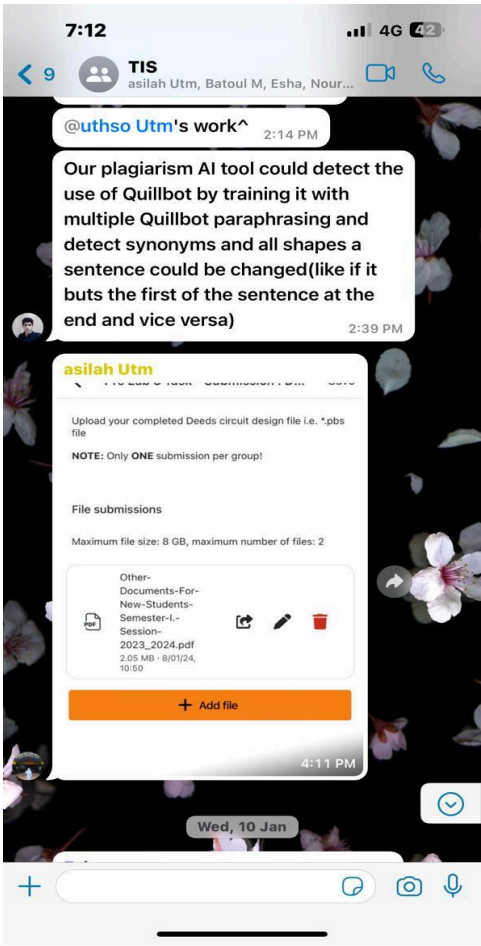 7:12
4G 42
9
TIS
asilah Utm, Batoul M, Esha, Nour...
@uthso Utm's work^
2:14 PM
Our plagiarism AI tool could detect the
use of Quillbot by training it with
multiple Quillbot paraphrasing and
detect synonyms and all shapes a
sentence could be changed(like if it
buts the first of the sentence at the
end and vice versa)
2:39 PM
asilah Utm
Upload your completed Deeds circuit design file i.e. *.pbs
file
NOTE: Only ONE submission per group!
File submissions
Maximum file size: 8 GB, maximum number of files: 2
PDF
Other-
Documents-For-
New-Students-
Semester-I.-
Session-
2023_2024.pdf
2.05 MB - 8/01/24,
10:50
+ Add file
4:11 PM
Wed, 10 Jan